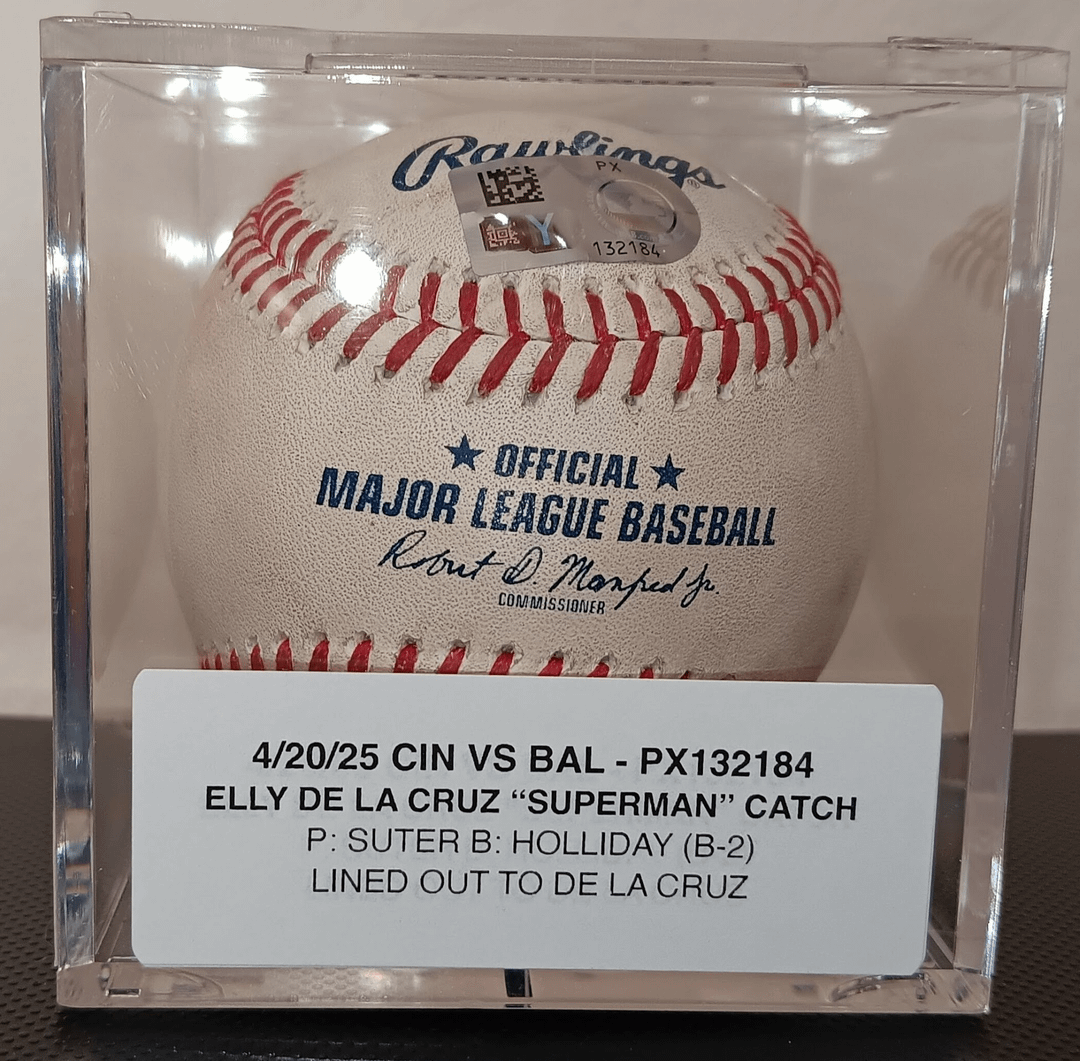 Rawlings
PX
Y
132184
★ OFFICIAL ★
MAJOR LEAGUE BASEBALL
Robert D. Manfred Jr.
COMMISSIONER
4/20/25 CIN VS BAL - PX132184
ELLY DE LA CRUZ “SUPERMAN” CATCH
P: SUTER B: HOLLIDAY (B-2)
LINED OUT TO DE LA CRUZ